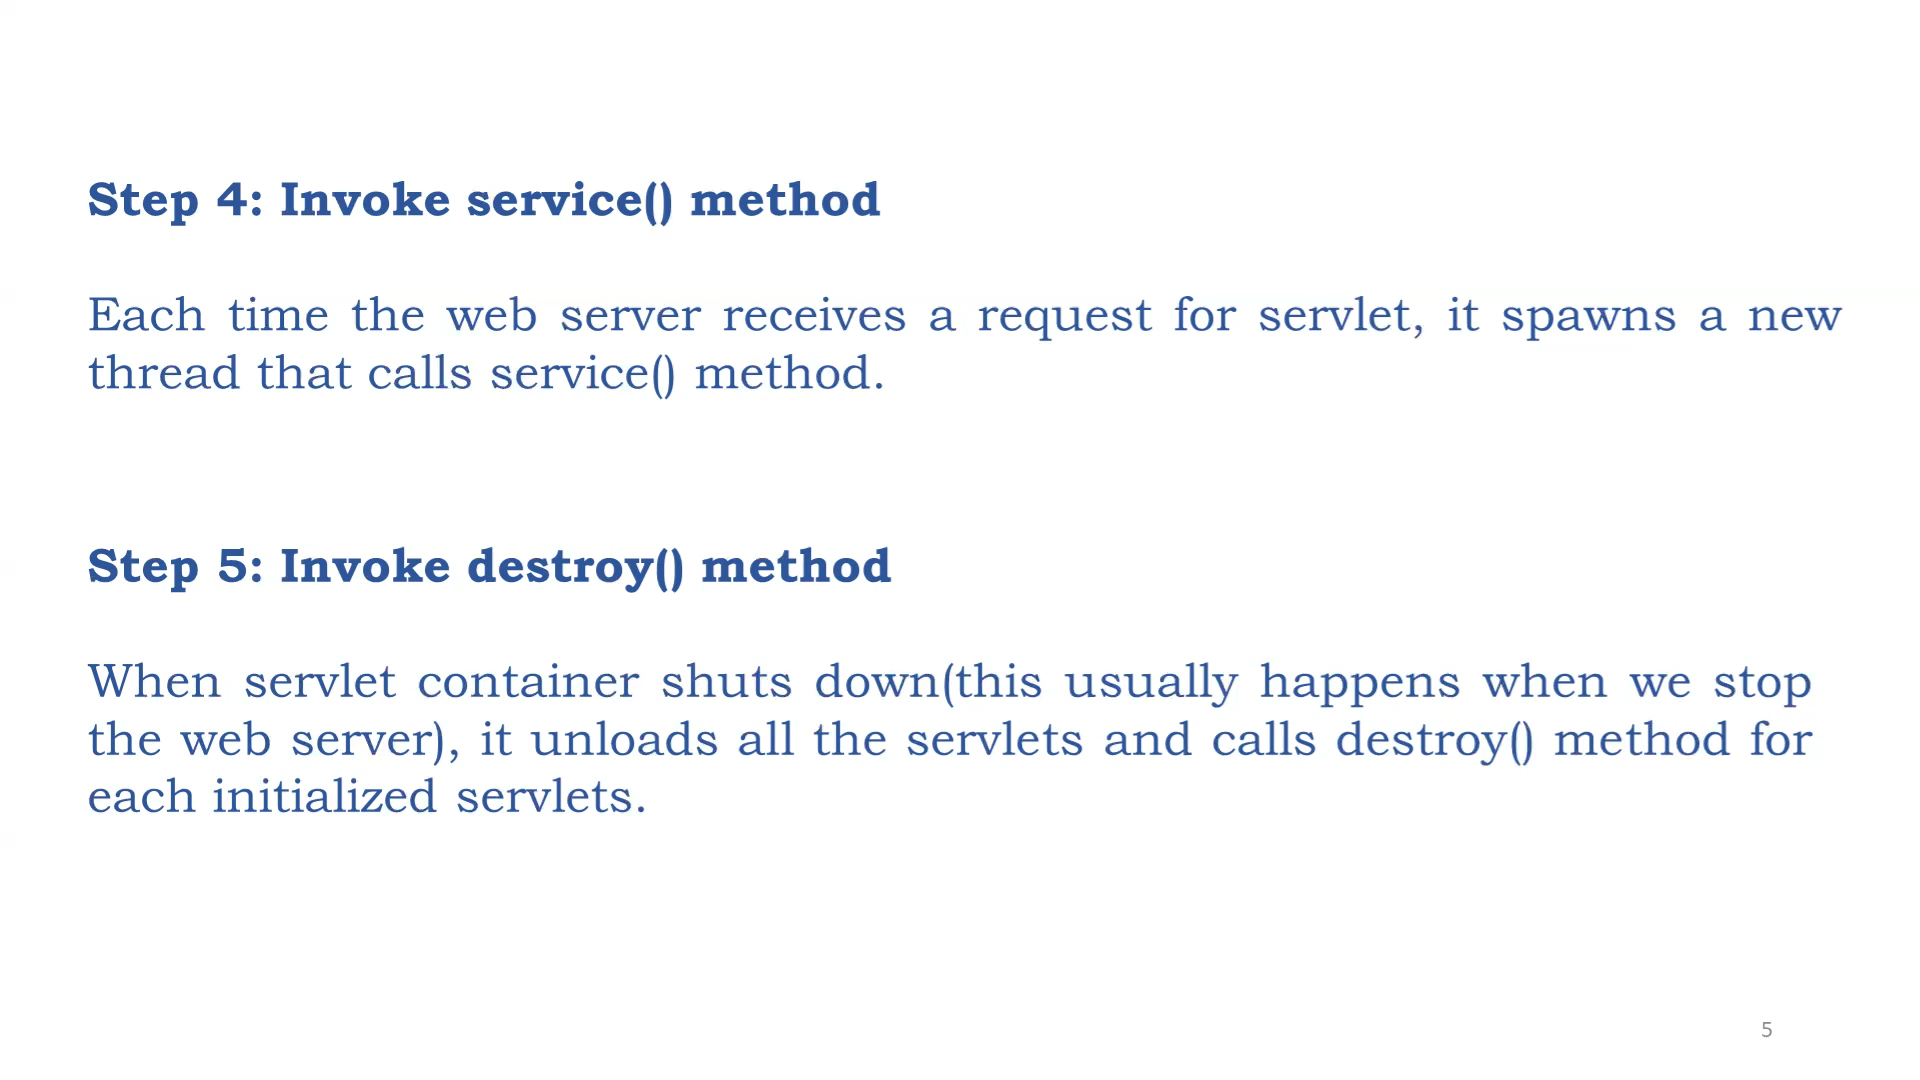 Step 4: Invoke service() method
Each time the web server receives a request for servlet, it spawns a new
thread that calls service() method.
Step 5: Invoke destroy() method
When servlet container shuts down(this usually happens when we stop
the web server), it unloads all the servlets and calls destroy() method for
each initialized servlets.
5